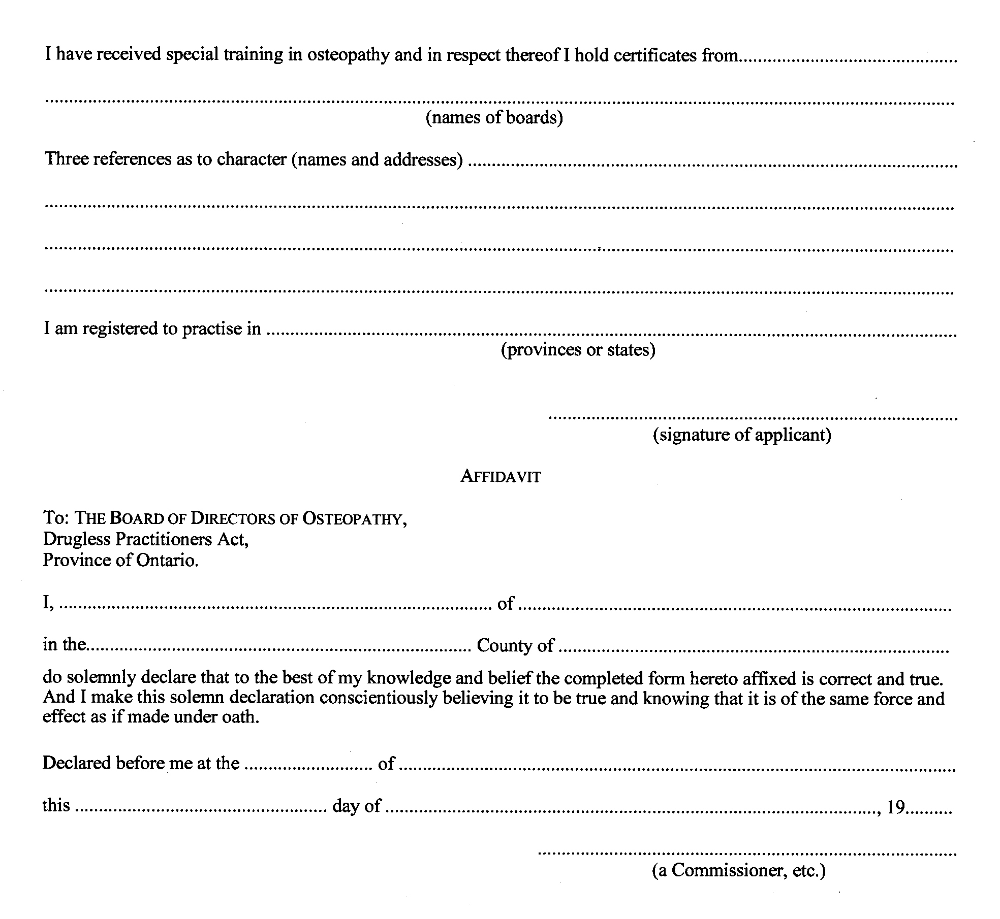 I have received special training in osteopathy and in respect thereof I hold certificates from..............................................
................................................................................................................................................................................................
(names of boards)
Three references as to character (names and addresses) .......................................................................................................
................................................................................................................................................................................................
................................................................................................................................................................................................
................................................................................................................................................................................................
I am registered to practise in ..................................................................................................................................................
(provinces or states)
......................................................................................
(signature of applicant)
AFFIDAVIT
To: THE BOARD OF DIRECTORS OF OSTEOPATHY,
Drugless Practitioners Act,
Province of Ontario.
I, ........................................................................................... of ...........................................................................................
in the................................................................................. County of ..................................................................................
do solemnly declare that to the best of my knowledge and belief the completed form hereto affixed is correct and true.
And I make this solemn declaration conscientiously believing it to be true and knowing that it is of the same force and
effect as if made under oath.
Declared before me at the ........................... of .....................................................................................................................
this ..................................................... day of ......................................................................................................., 19..........
........................................................................................
(a Commissioner, etc.)